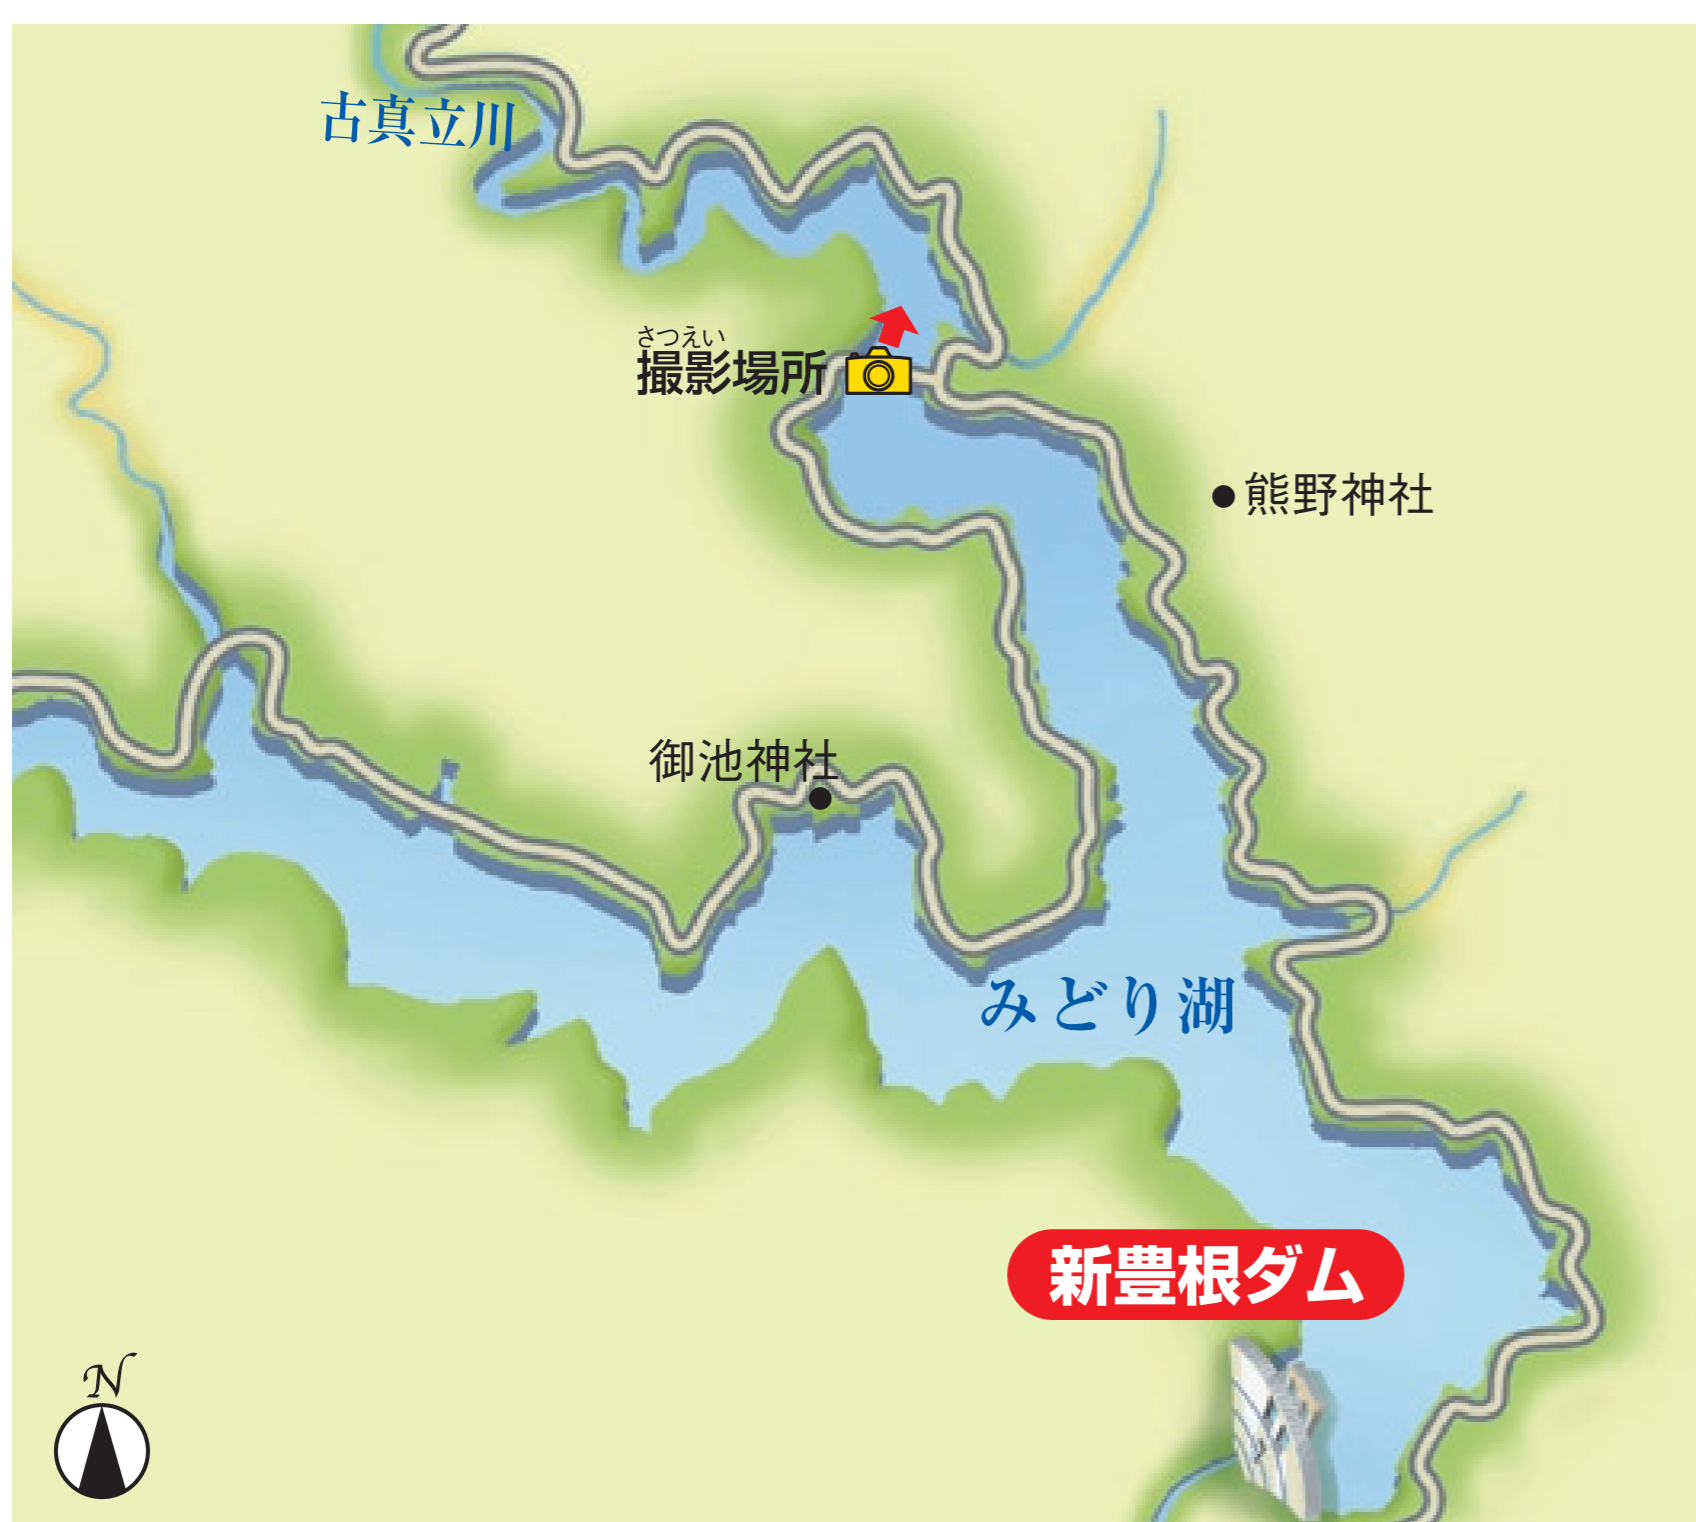 古真立川
さつえい
撮影場所
熊野神社
御池神社
みどり湖
新豊根ダム
N